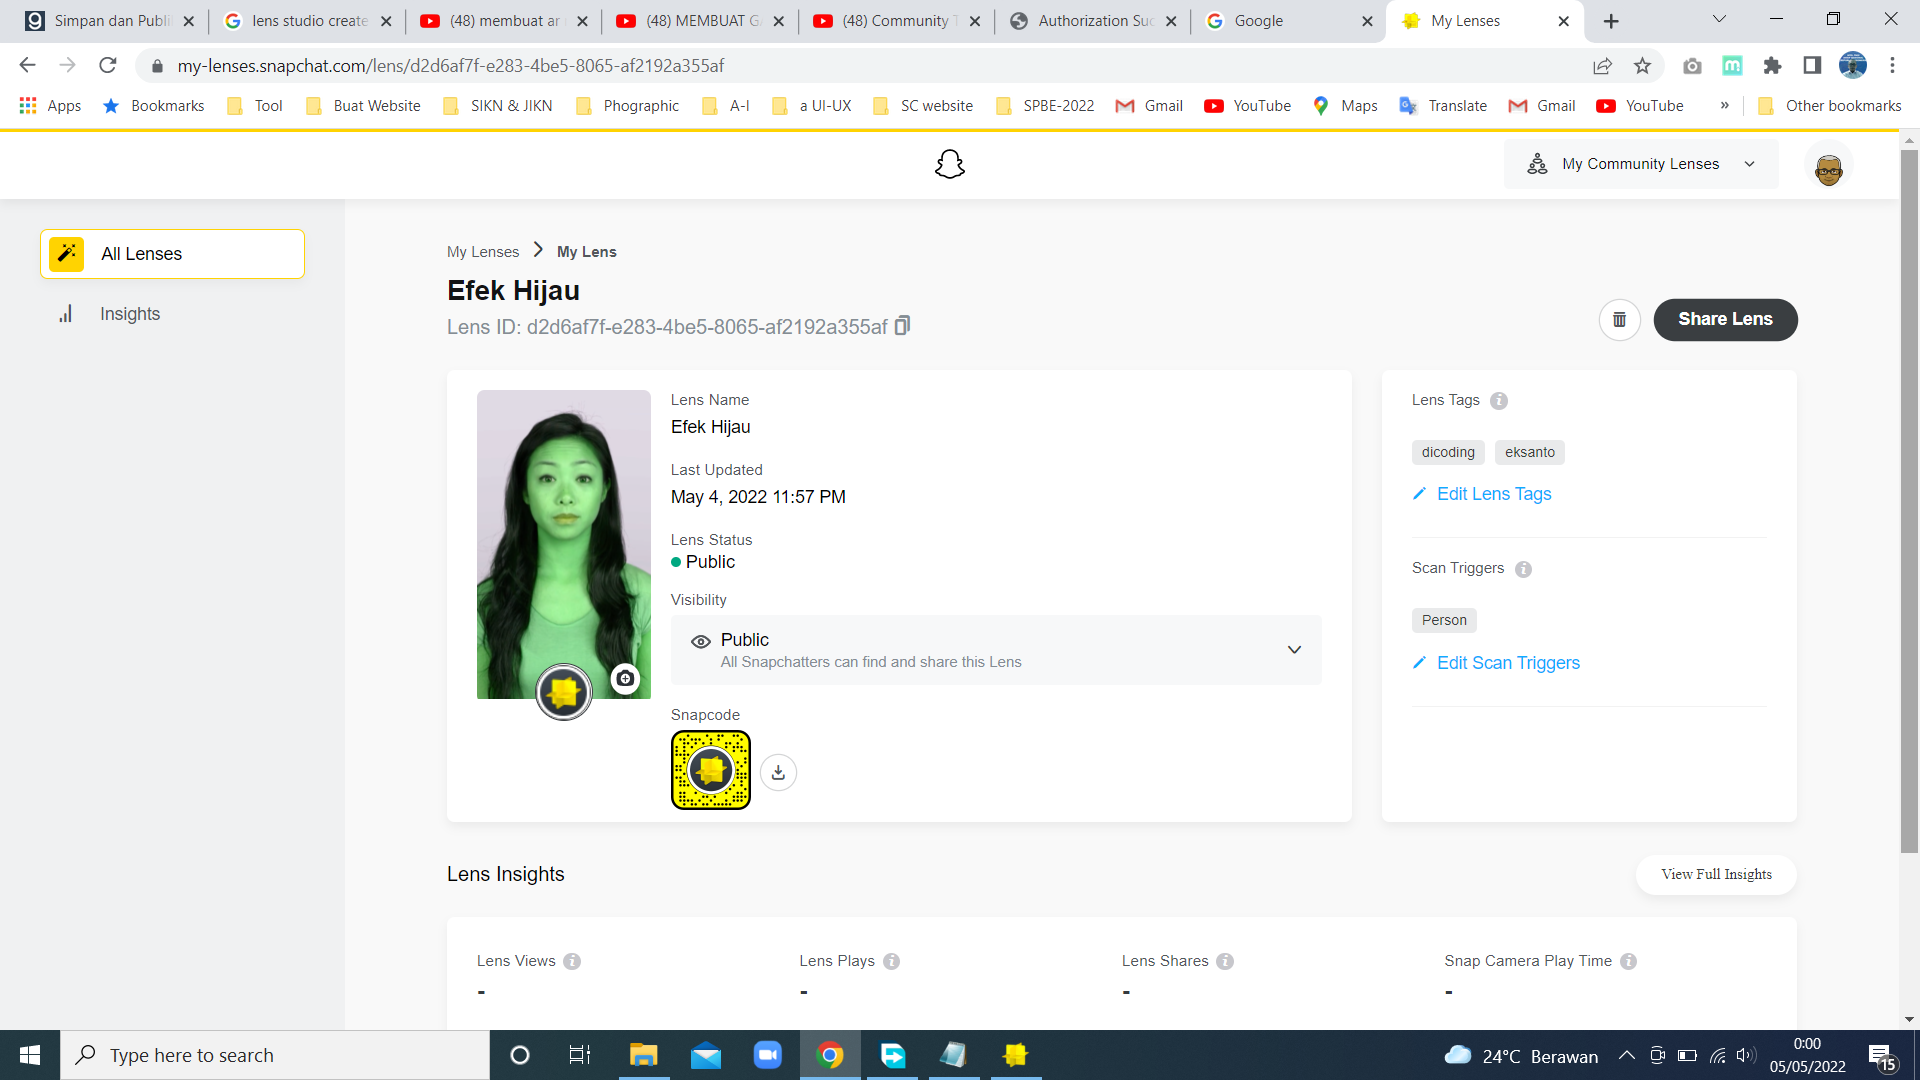 Simpan dan Publi
lens studio create
(48) membuat ar
(48) MEMBUAT GA
(48) Community T
Authorization Suc
Google
My Lenses
my-lenses.snapchat.com/lens/d2d6af7f-e283-4be5-8065-af2192a355af
Apps
Bookmarks
Tool
Buat Website
SIKN & JIKN
Phographic
A-I
a UI-UX
SC website
SPBE-2022
Gmail
YouTube
Maps
Translate
Gmail
YouTube
»
Other bookmarks
My Community Lenses
All Lenses
Insights
My Lenses > My Lens
Efek Hijau
Lens ID: d2d6af7f-e283-4be5-8065-af2192a355af
Share Lens
Lens Name
Efek Hijau
Last Updated
May 4, 2022 11:57 PM
Lens Status
Public
Visibility
Public
All Snapchatters can find and share this Lens
Snapcode
Lens Tags
dicoding eksanto
Edit Lens Tags
Scan Triggers
Person
Edit Scan Triggers
Lens Insights
View Full Insights
Lens Views
-
Lens Plays
-
Lens Shares
-
Snap Camera Play Time
-
Type here to search
24°C Berawan
0:00
05/05/2022
15